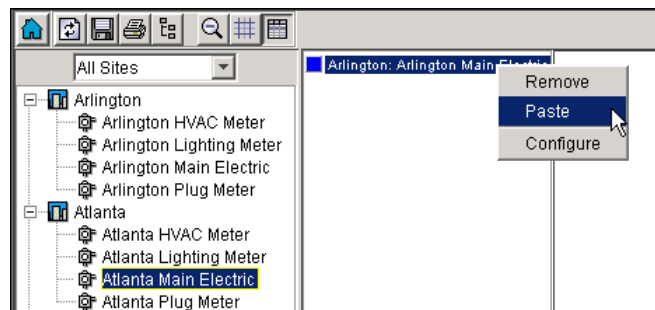 All Sites
Arlington
Arlington HVAC Meter
Arlington Lighting Meter
Arlington Main Electric
Arlington Plug Meter
Atlanta
Atlanta HVAC Meter
Atlanta Lighting Meter
Atlanta Main Electric
Atlanta Plug Meter
Arlington: Arlington Main Electric
Remove
Paste
Configure